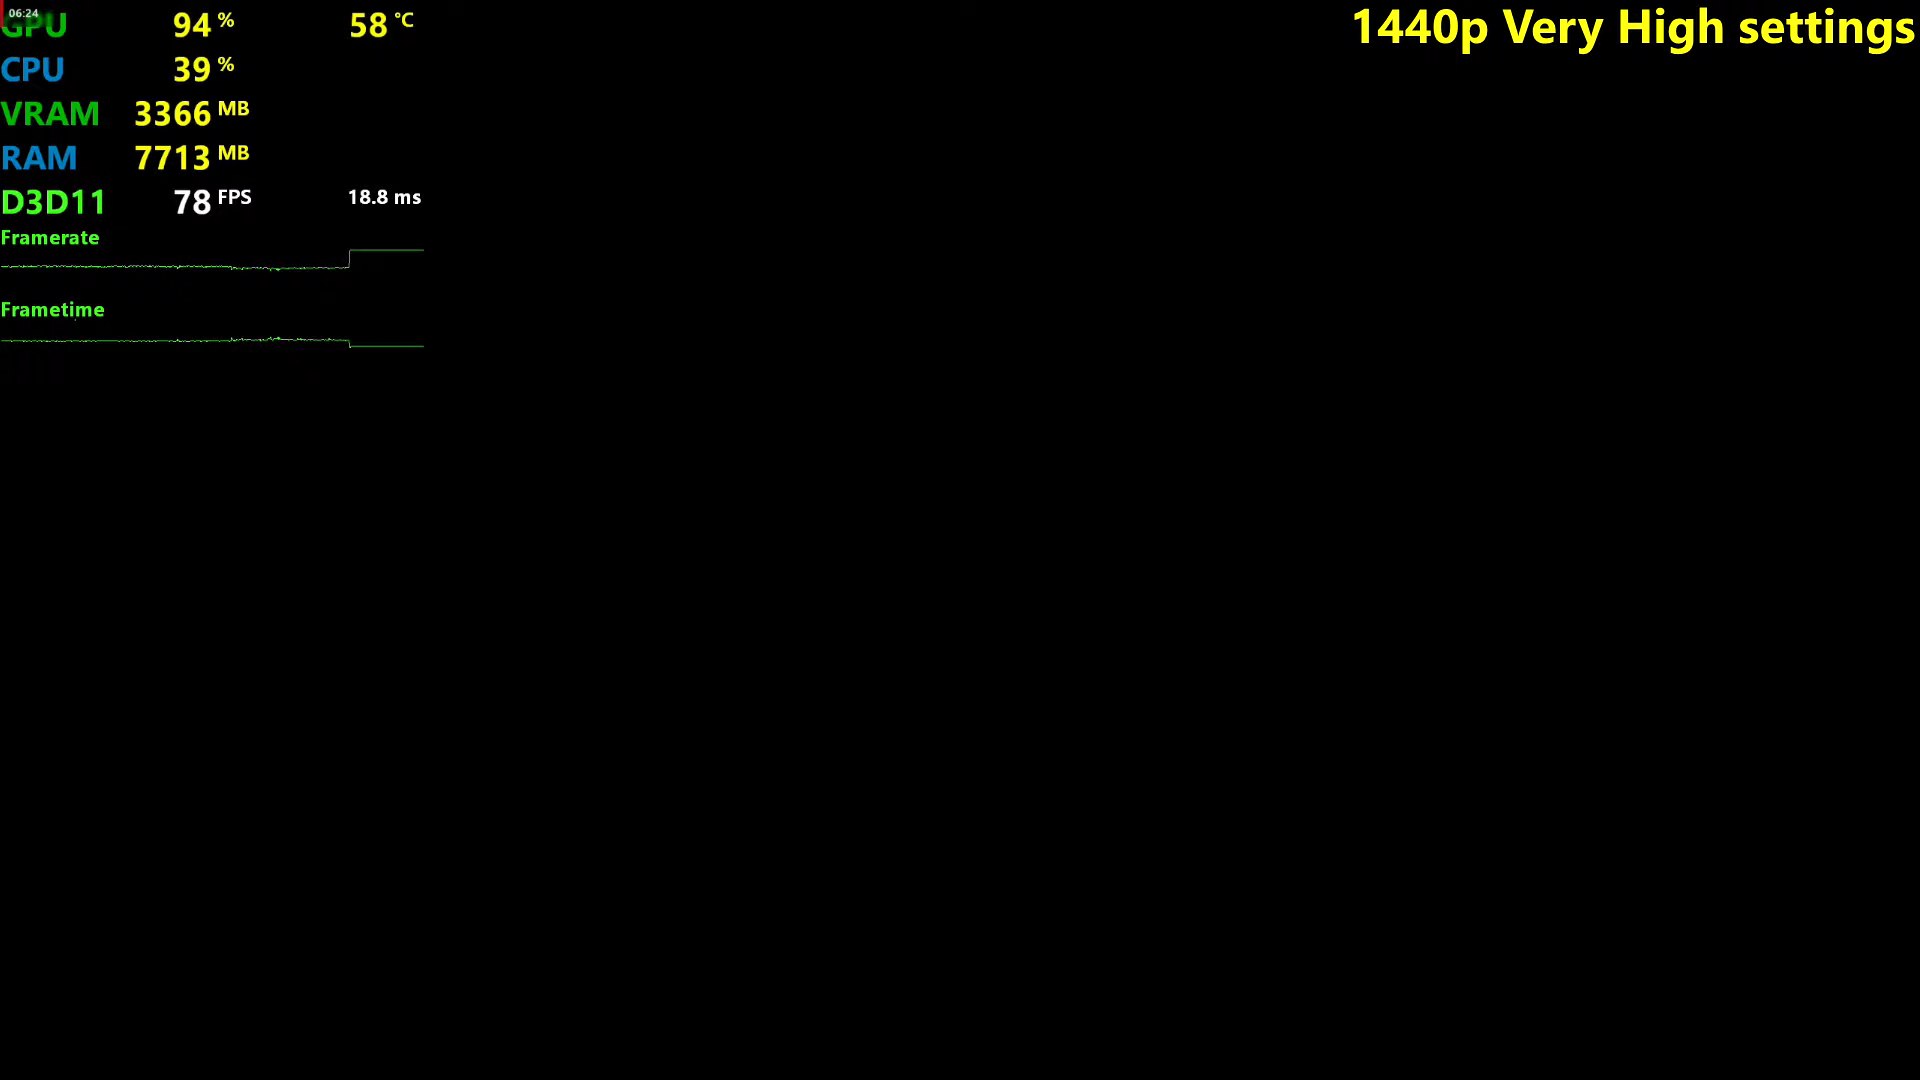 06:24
GPU 94 % 58 °C
1440p Very High settings
CPU 39 %
VRAM 3366 MB
RAM 7713 MB
D3D11 78 FPS 18.8 ms
Framerate
Frametime